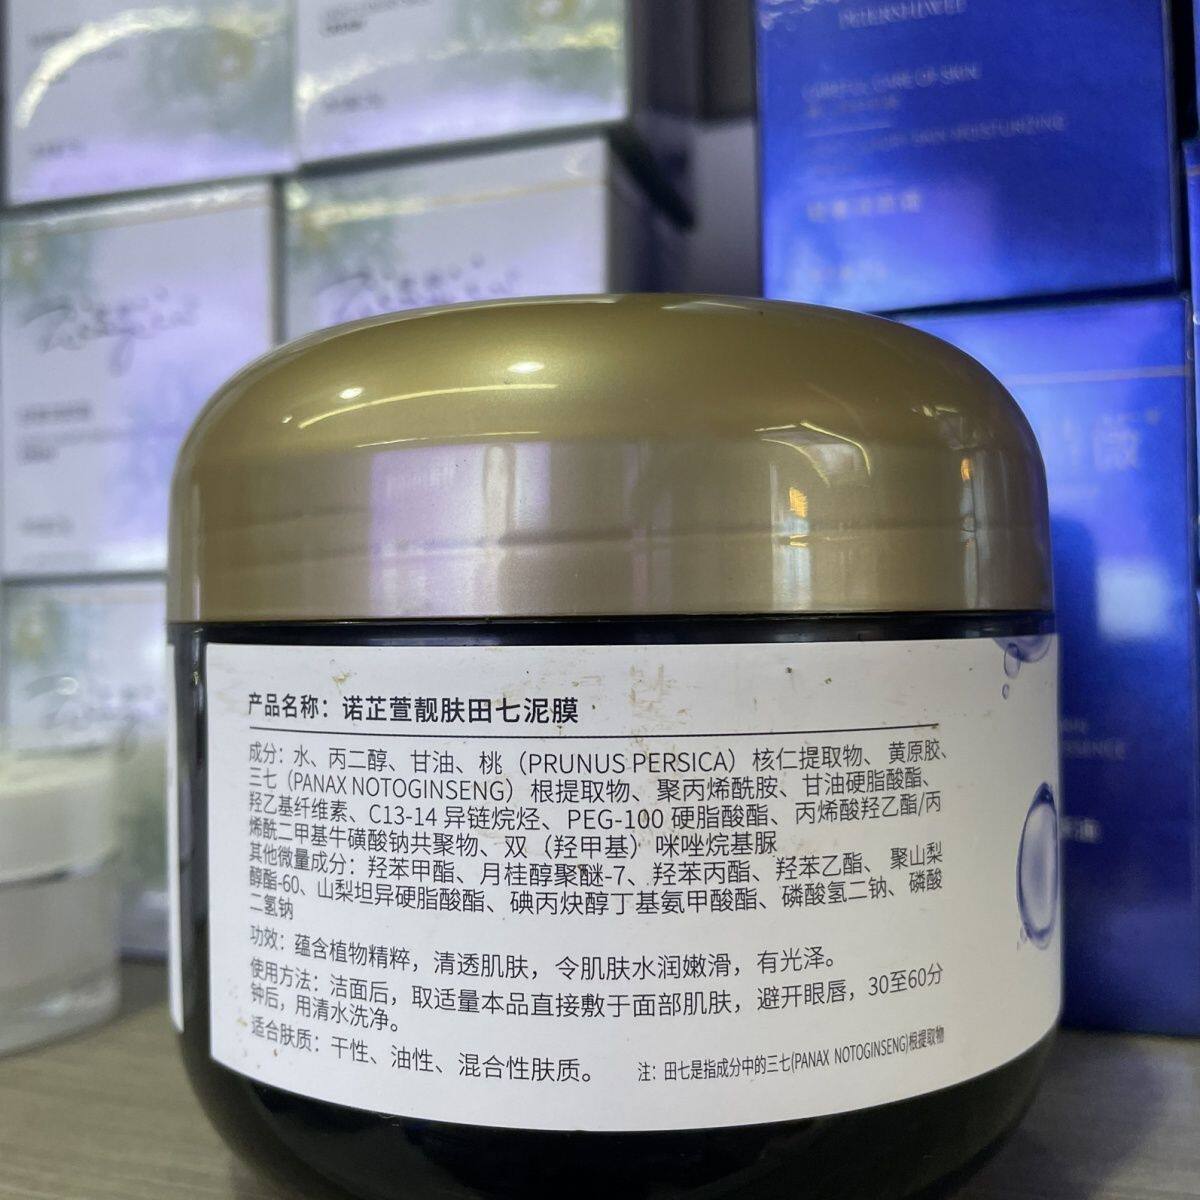 CAREFUL CARE OF SKIN
产品名称：诺芷萱靓肤田七泥膜
成分：水、丙二醇、甘油、桃（PRUNUS PERSICA）核仁提取物、黄原胶、
三七（PANAX NOTOGINSENG）根提取物、聚丙烯酰胺、甘油硬脂酸酯、
羟乙基纤维素、C13-14 异链烷烃、PEG-100 硬脂酸酯、丙烯酸羟乙酯/丙
烯酰二甲基牛磺酸钠共聚物、双（羟甲基）咪唑烷基脲
其他微量成分：羟苯甲酯、月桂醇聚醚-7、羟苯丙酯、羟苯乙酯、聚山梨
醇酯-60、山梨坦异硬脂酸酯、碘丙炔醇丁基氨甲酸酯、磷酸氢二钠、磷酸
二氢钠
功效：蕴含植物精粹，清透肌肤，令肌肤水润嫩滑，有光泽。
使用方法：洁面后，取适量本品直接敷于面部肌肤，避开眼唇，30至60分
钟后，用清水洗净。
适合肤质：干性、油性、混合性肤质。
注：田七是指成分中的三七(PANAX NOTOGINSENG)根提取物